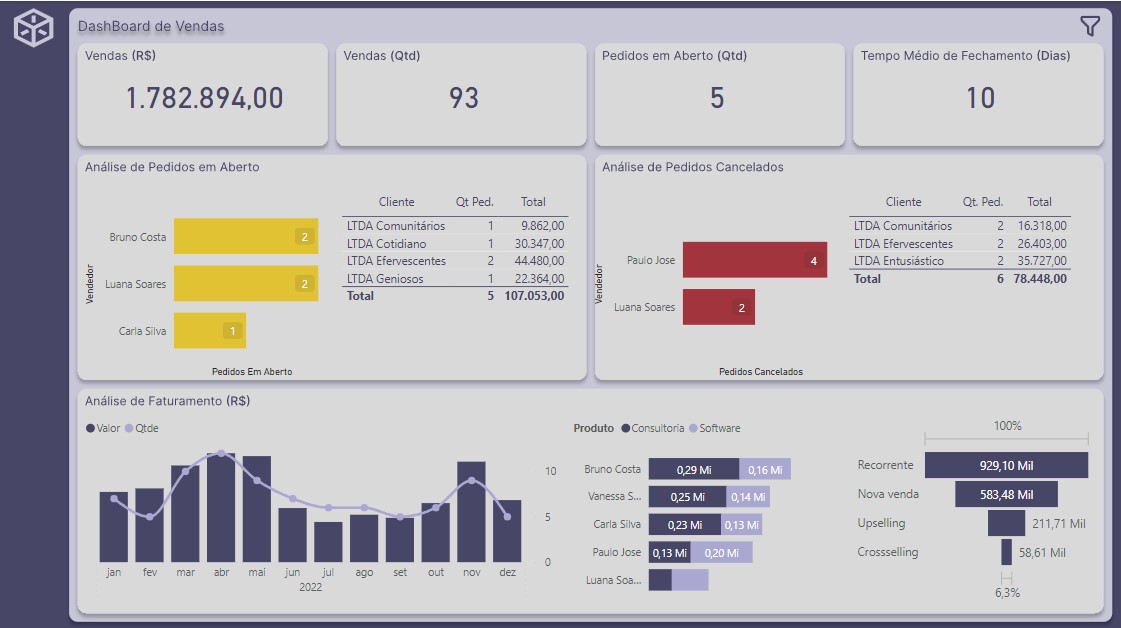 DashBoard de Vendas
Vendas (R$)
1.782.894,00
Vendas (Qtd)
93
Pedidos em Aberto (Qtd)
5
Tempo Médio de Fechamento (Dias)
10
Análise de Pedidos em Aberto
Vendedor
Bruno Costa 2
Luana Soares 2
Carla Silva 1
Pedidos Em Aberto
Cliente Qt Ped. Total
LTDA Comunitários 1 9.862,00
LTDA Cotidiano 1 30.347,00
LTDA Efervescentes 2 44.480,00
LTDA Geniosos 1 22.364,00
Total 5 107.053,00
Análise de Pedidos Cancelados
Vendedor
Paulo Jose 4
Luana Soares 2
Pedidos Cancelados
Cliente Qt. Ped. Total
LTDA Comunitários 2 16.318,00
LTDA Efervescentes 2 26.403,00
LTDA Entusiástico 2 35.727,00
Total 6 78.448,00
Análise de Faturamento (R$)
Valor Qtde
10
5
0
jan fev mar abr mai jun jul ago set out nov dez
2022
Produto Consultoria Software
Bruno Costa 0,29 Mi 0,16 Mi
Vanessa S... 0,25 Mi 0,14 Mi
Carla Silva 0,23 Mi 0,13 Mi
Paulo Jose 0,13 Mi 0,20 Mi
Luana Soa...
100%
Recorrente 929,10 Mil
Nova venda 583,48 Mil
Upselling 211,71 Mil
Crossselling 58,61 Mil
6,3%